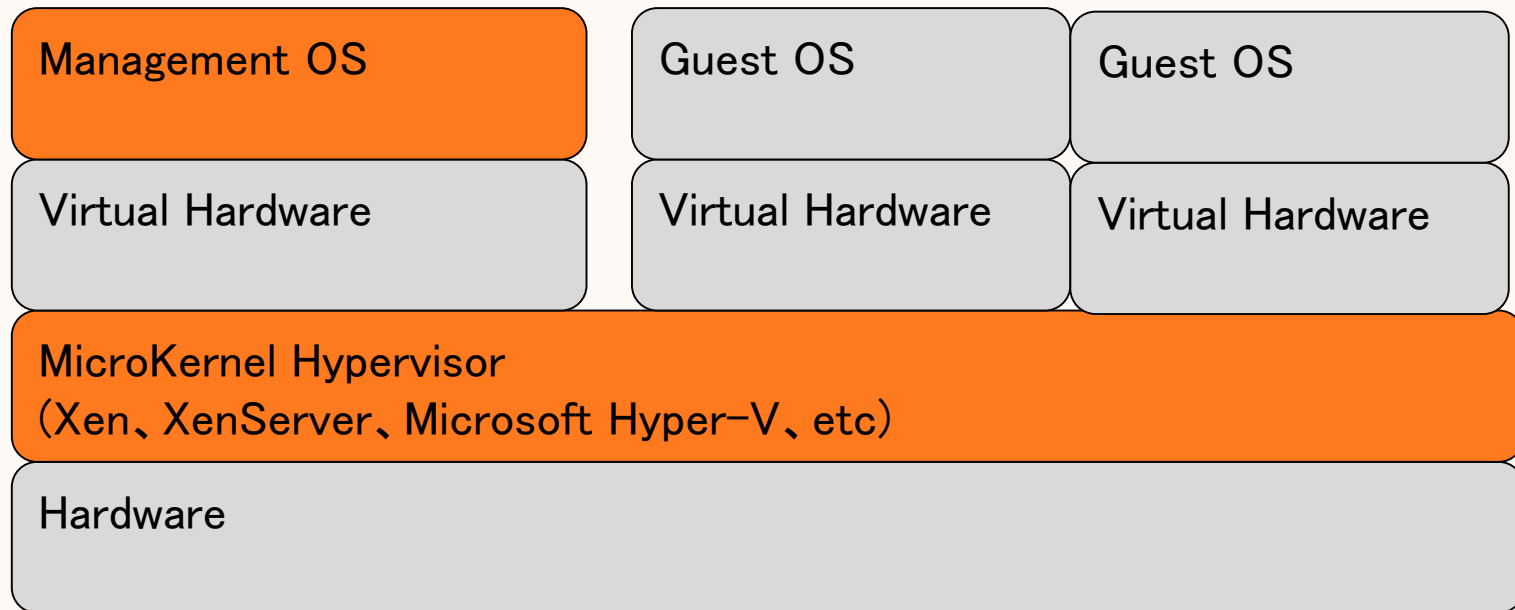 Management OS
Guest OS
Guest OS
Virtual Hardware
Virtual Hardware
Virtual Hardware
MicroKernel Hypervisor
(Xen、XenServer、Microsoft Hyper-V、etc)
Hardware